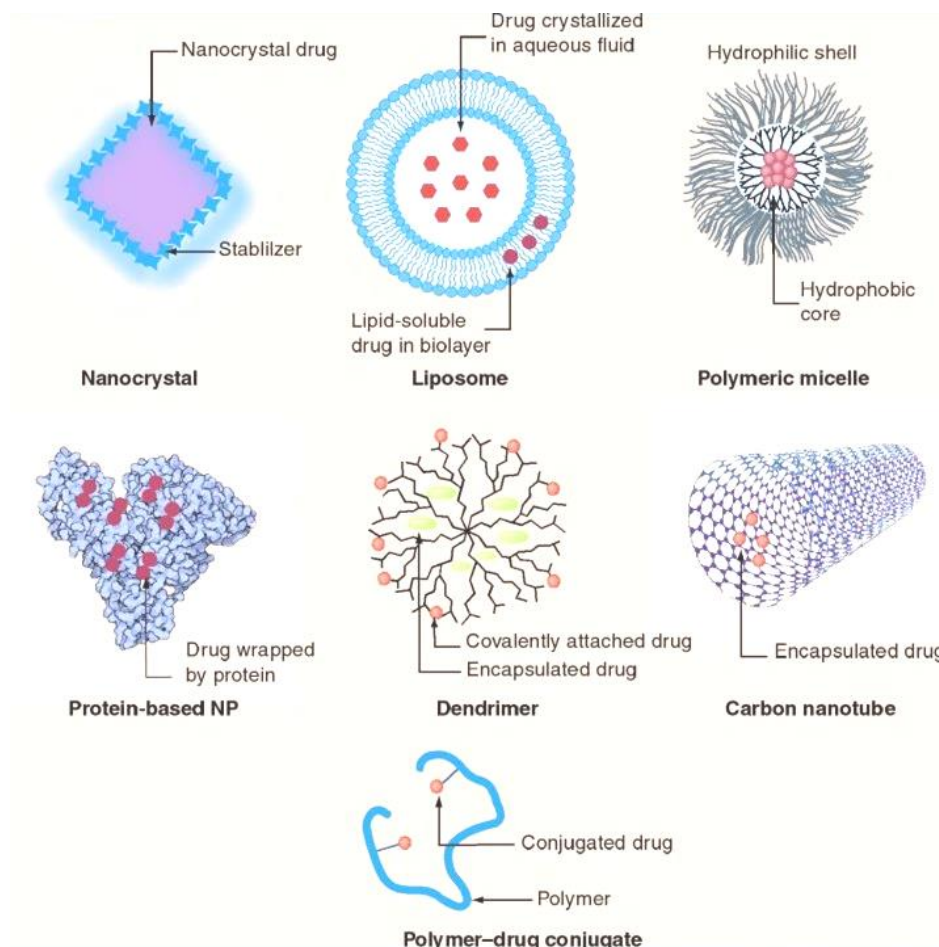 Nanocrystal drug
Stablilzer
Nanocrystal
Drug crystallized
in aqueous fluid
Lipid-soluble
drug in biolayer
Liposome
Hydrophilic shell
Hydrophobic
core
Polymeric micelle
Drug wrapped
by protein
Protein-based NP
Covalently attached drug
Encapsulated drug
Dendrimer
Encapsulated drug
Carbon nanotube
Conjugated drug
Polymer
Polymer–drug conjugate